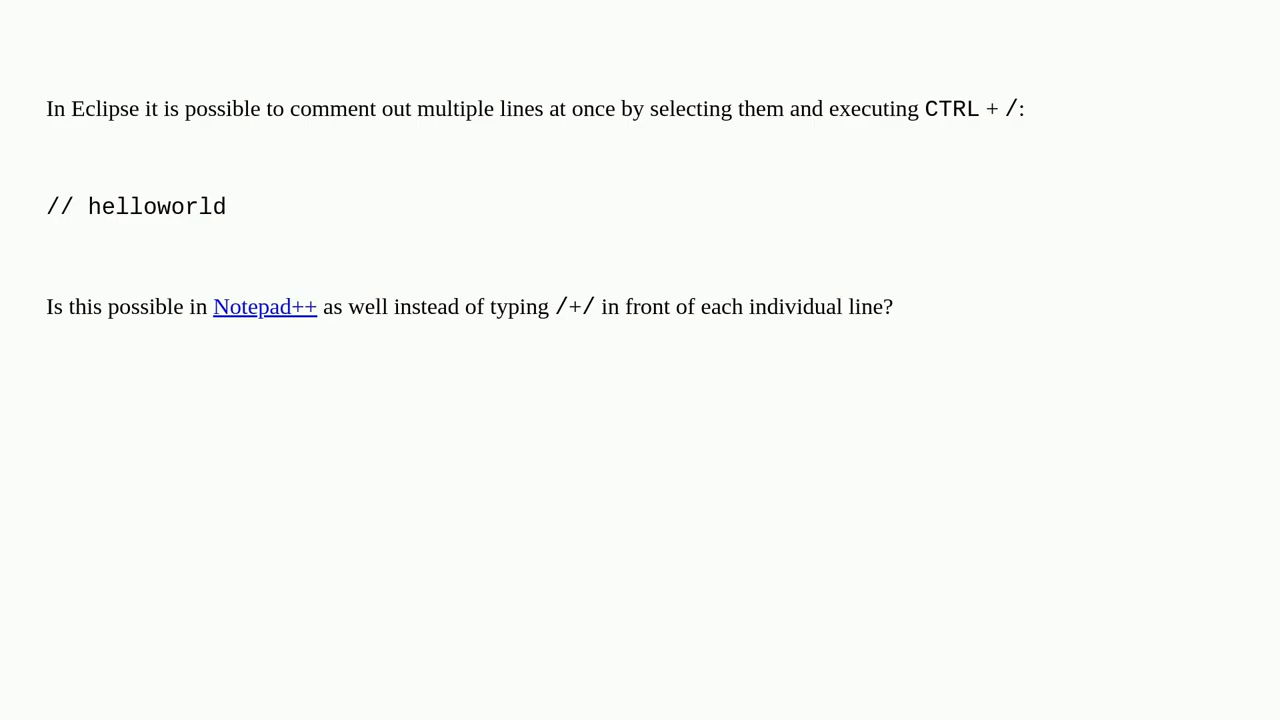 In Eclipse it is possible to comment out multiple lines at once by selecting them and executing CTRL + /:
// helloworld
Is this possible in Notepad++ as well instead of typing /+/ in front of each individual line?